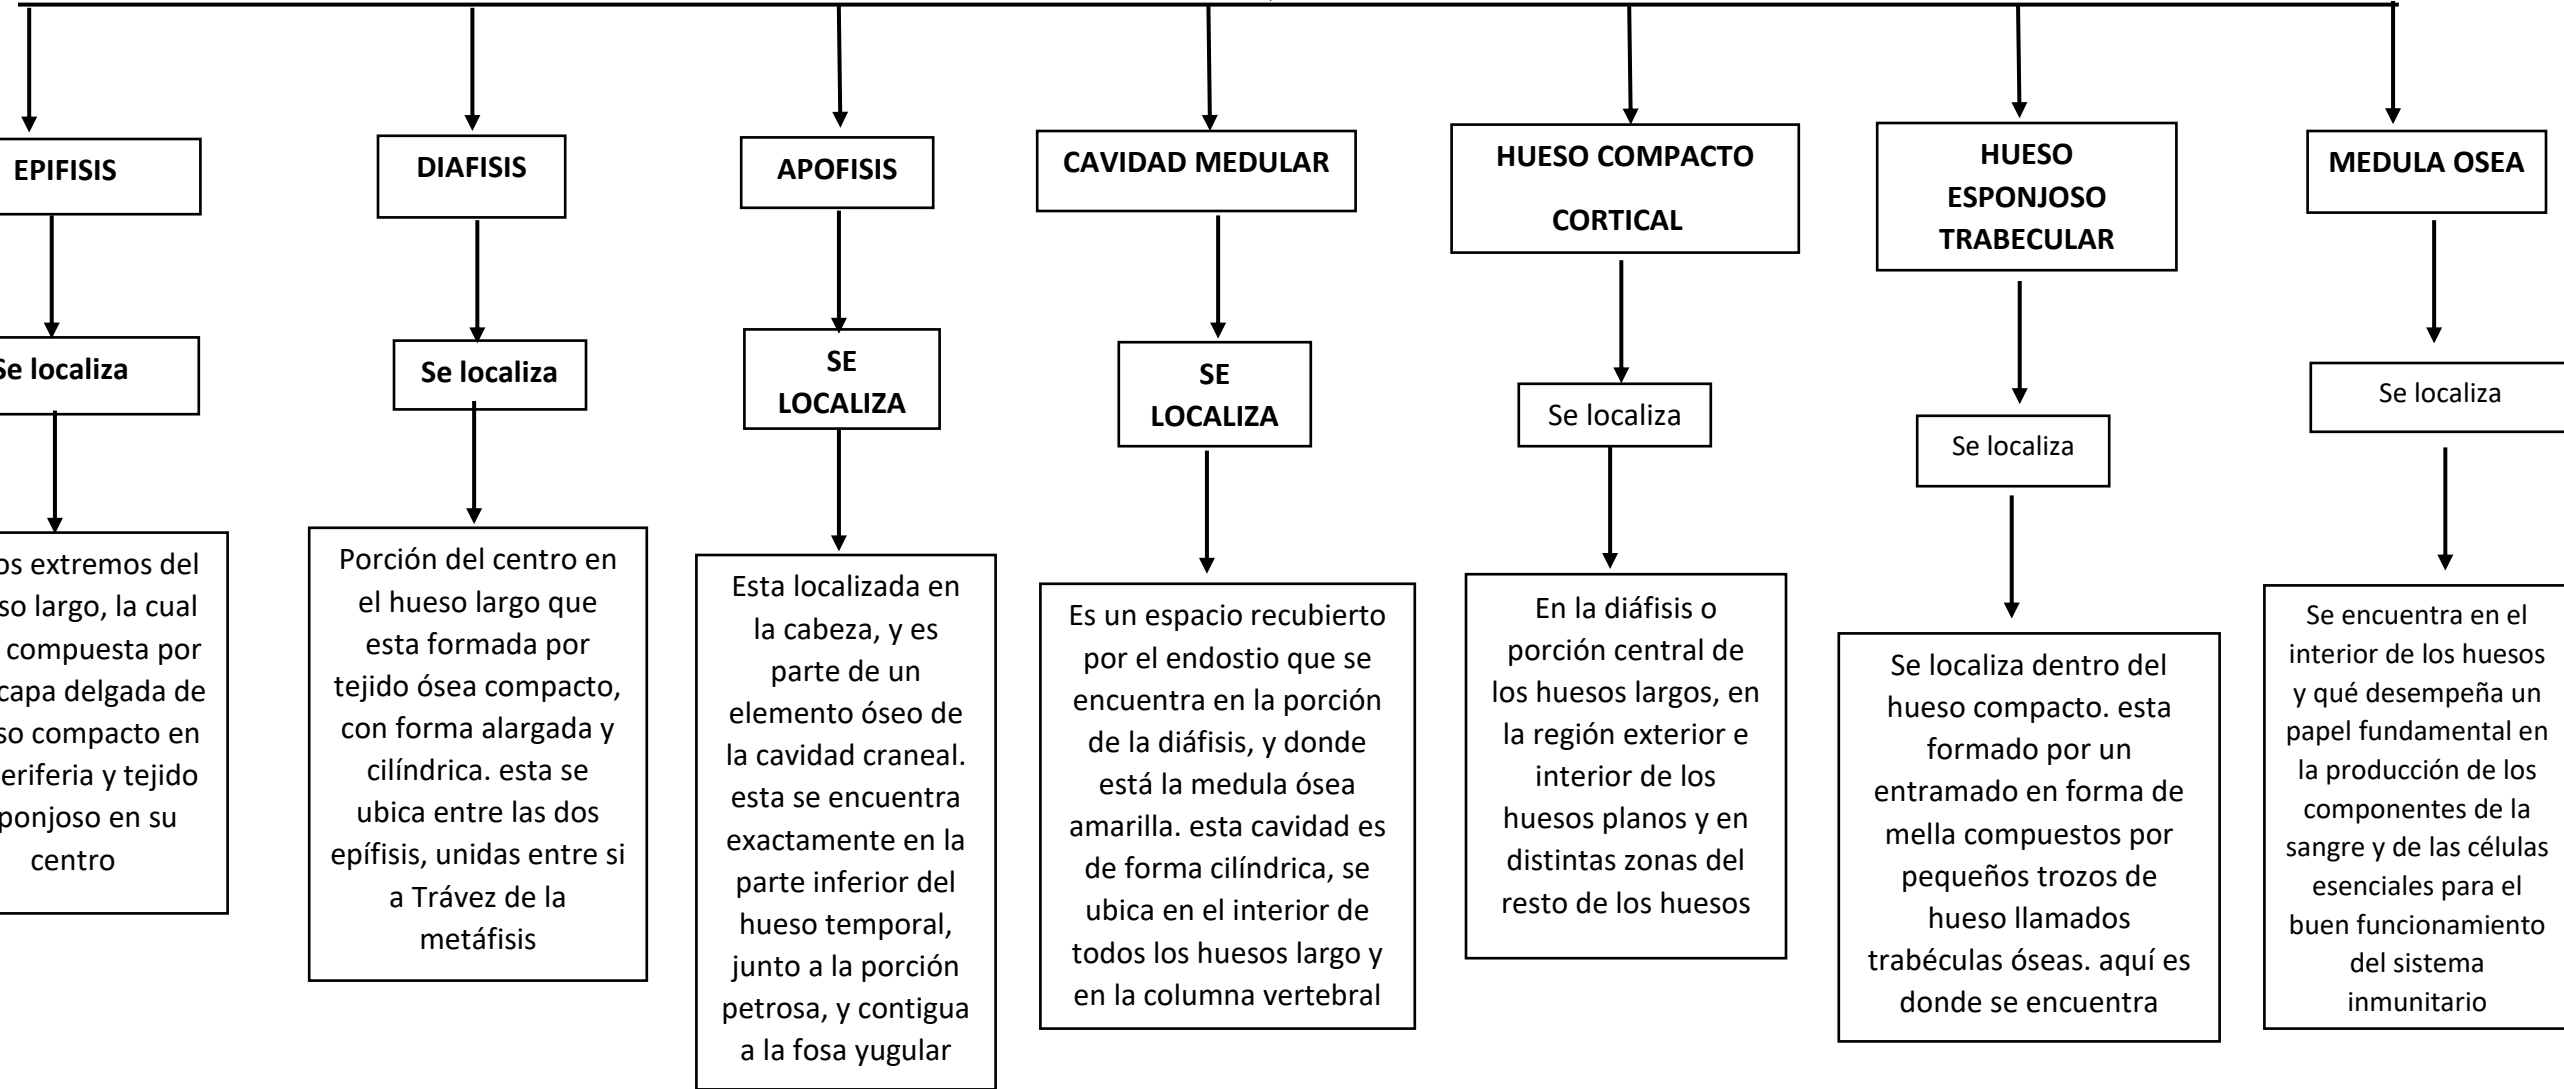 EPIFISIS
Se localiza
os extremos del
so largo, la cual
compuesta por
capa delgada de
so compacto en
eriferia y tejido
ponjoso en su
centro
DIAFISIS
Se localiza
Porción del centro en
el hueso largo que
esta formada por
tejido ósea compacto,
con forma alargada y
cilíndrica. esta se
ubica entre las dos
epífisis, unidas entre si
a Trávez de la
metáfisis
APOFISIS
SE
LOCALIZA
Esta localizada en
la cabeza, y es
parte de un
elemento óseo de
la cavidad craneal.
esta se encuentra
exactamente en la
parte inferior del
hueso temporal,
junto a la porción
petrosa, y contigua
a la fosa yugular
CAVIDAD MEDULAR
SE
LOCALIZA
Es un espacio recubierto
por el endostio que se
encuentra en la porción
de la diáfisis, y donde
está la medula ósea
amarilla. esta cavidad es
de forma cilíndrica, se
ubica en el interior de
todos los huesos largo y
en la columna vertebral
HUESO COMPACTO
CORTICAL
Se localiza
En la diáfisis o
porción central de
los huesos largos, en
la región exterior e
interior de los
huesos planos y en
distintas zonas del
resto de los huesos
HUESO
ESPONJOSO
TRABECULAR
Se localiza
Se localiza dentro del
hueso compacto. esta
formado por un
entramado en forma de
mella compuestos por
pequeños trozos de
hueso llamados
trabéculas óseas. aquí es
donde se encuentra
MEDULA OSEA
Se localiza
Se encuentra en el
interior de los huesos
y qué desempeña un
papel fundamental en
la producción de los
componentes de la
sangre y de las células
esenciales para el
buen funcionamiento
del sistema
inmunitario